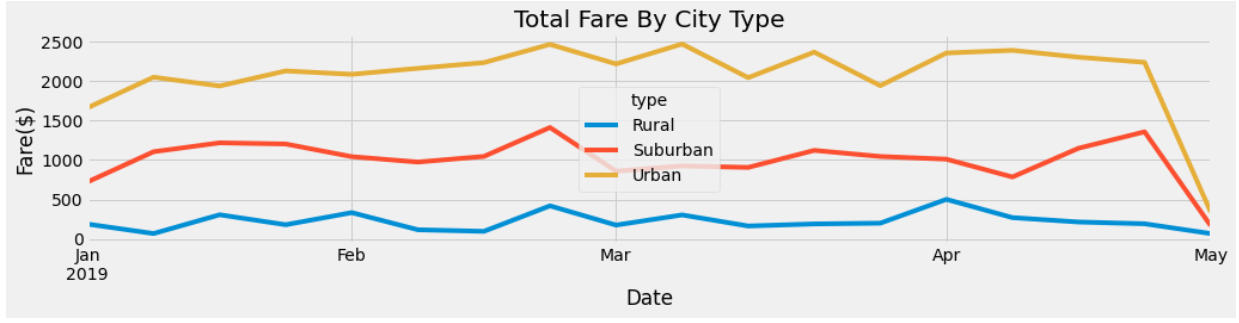 Total Fare By City Type
Fare($)
2500
2000
1500
1000
500
0
type
Rural
Suburban
Urban
Jan Feb Mar Apr May
2019
Date